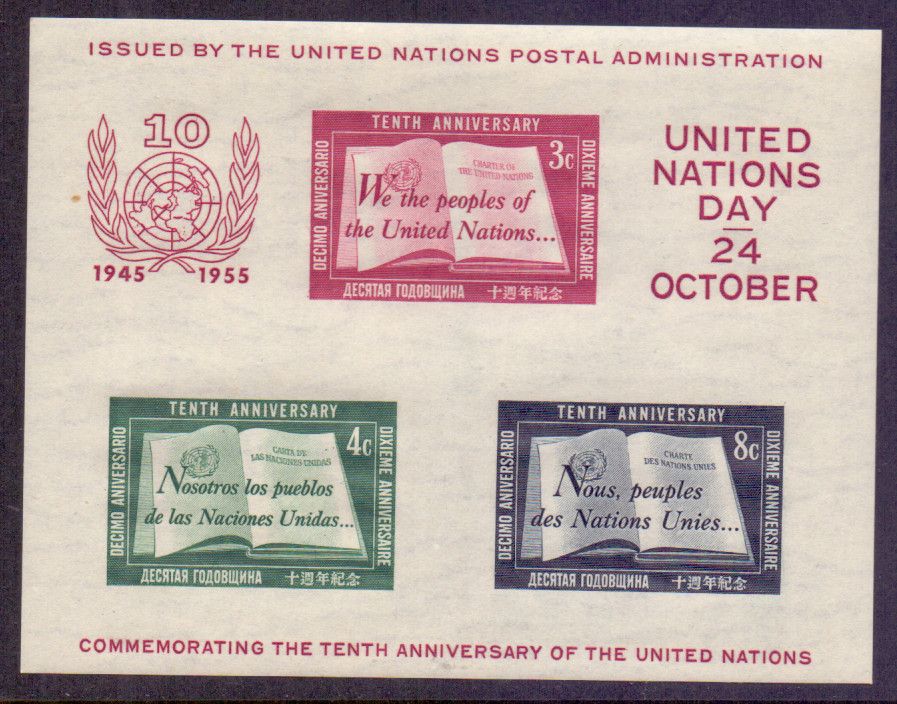 ISSUED BY THE UNITED NATIONS POSTAL ADMINISTRATION
10
1945 1955
TENTH ANNIVERSARY
DECIMO ANIVERSARIO
3c
CHARTER OF
THE UNITED NATIONS
We the peoples of
the United Nations...
DIXIEME ANNIVERSAIRE
ДЕСЯТАЯ ГОДОВЩИНА 十週年紀念
UNITED
NATIONS
DAY
24
OCTOBER
TENTH ANNIVERSARY
DECIMO ANIVERSARIO
4c
CARTA DE
LAS NACIONES UNIDAS
Nosotros los pueblos
de las Naciones Unidas...
DIXIEME ANNIVERSAIRE
ДЕСЯТАЯ ГОДОВЩИНА 十週年紀念
TENTH ANNIVERSARY
DECIMO ANIVERSARIO
8c
CHARTE
DES NATIONS UNIES
Nous, peuples
des Nations Unies...
DIXIEME ANNIVERSAIRE
ДЕСЯТАЯ ГОДОВЩИНА 十週年紀念
COMMEMORATING THE TENTH ANNIVERSARY OF THE UNITED NATIONS